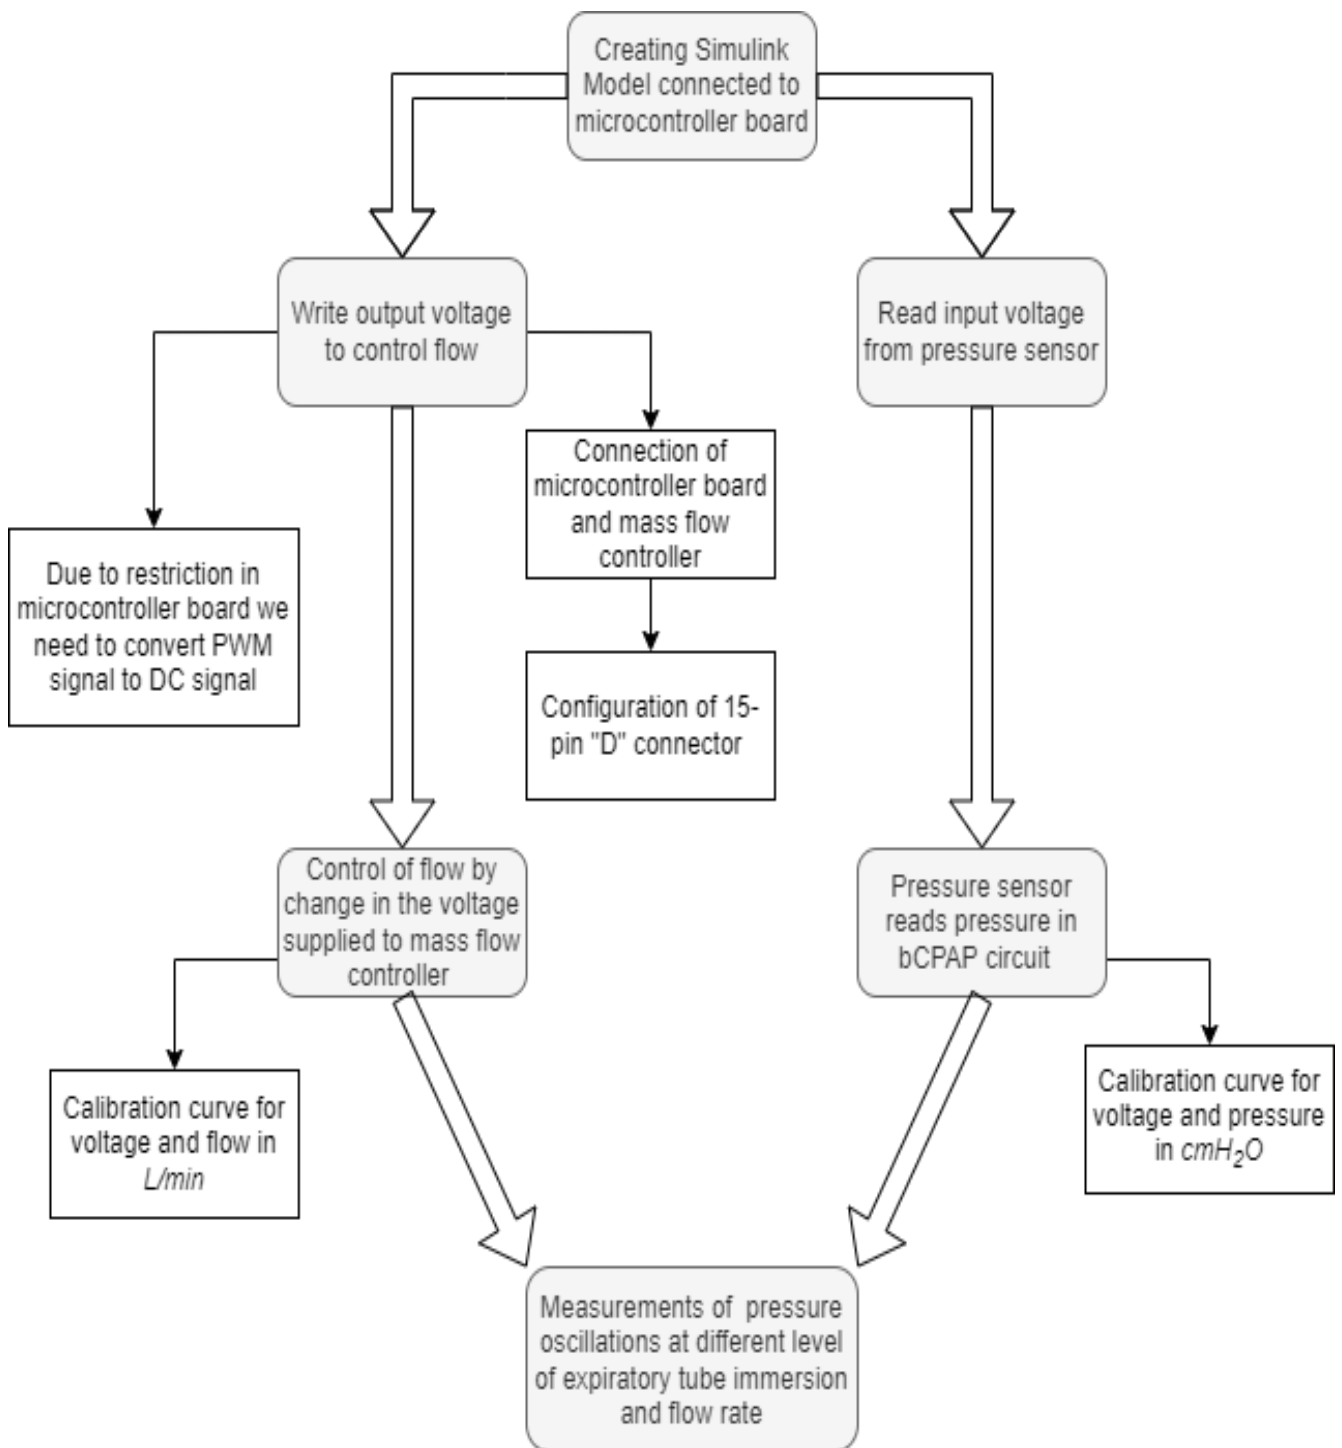 Creating Simulink
Model connected to
microcontroller board
Write output voltage
to control flow
Read input voltage
from pressure sensor
Connection of
microcontroller board
and mass flow
controller
Due to restriction in
microcontroller board we
need to convert PWM
signal to DC signal
Configuration of 15-
pin "D" connector
Control of flow by
change in the voltage
supplied to mass flow
controller
Pressure sensor
reads pressure in
bCPAP circuit
Calibration curve for
voltage and flow in
L/min
Calibration curve for
voltage and pressure
in cmH₂O
Measurements of  pressure
oscillations at different level
of expiratory tube immersion
and flow rate